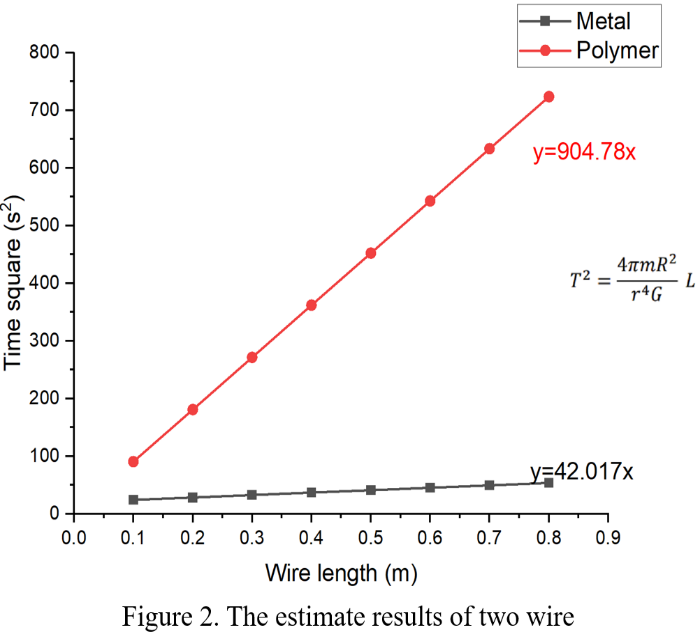 Metal
Polymer
800
700
600
500
400
300
200
100
0
Time square (s²)
y=904.78x
T² = 4πmR² / r⁴G L
y=42.017x
0.0 0.1 0.2 0.3 0.4 0.5 0.6 0.7 0.8 0.9
Wire length (m)
Figure 2. The estimate results of two wire